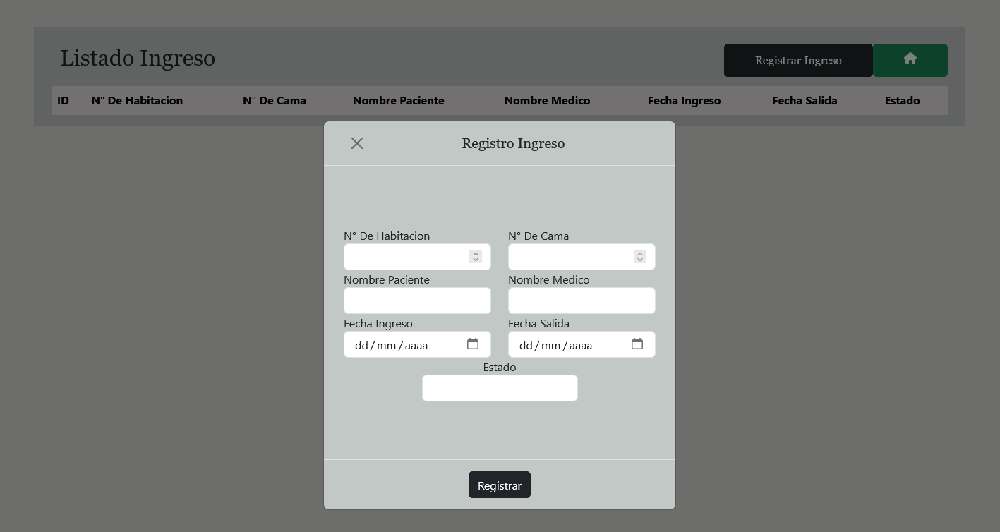 Listado Ingreso
Registrar Ingreso
ID N° De Habitacion N° De Cama Nombre Paciente Nombre Medico Fecha Ingreso Fecha Salida Estado
Registro Ingreso
N° De Habitacion N° De Cama
Nombre Paciente Nombre Medico
Fecha Ingreso Fecha Salida
dd/mm/aaaa dd/mm/aaaa
Estado
Registrar